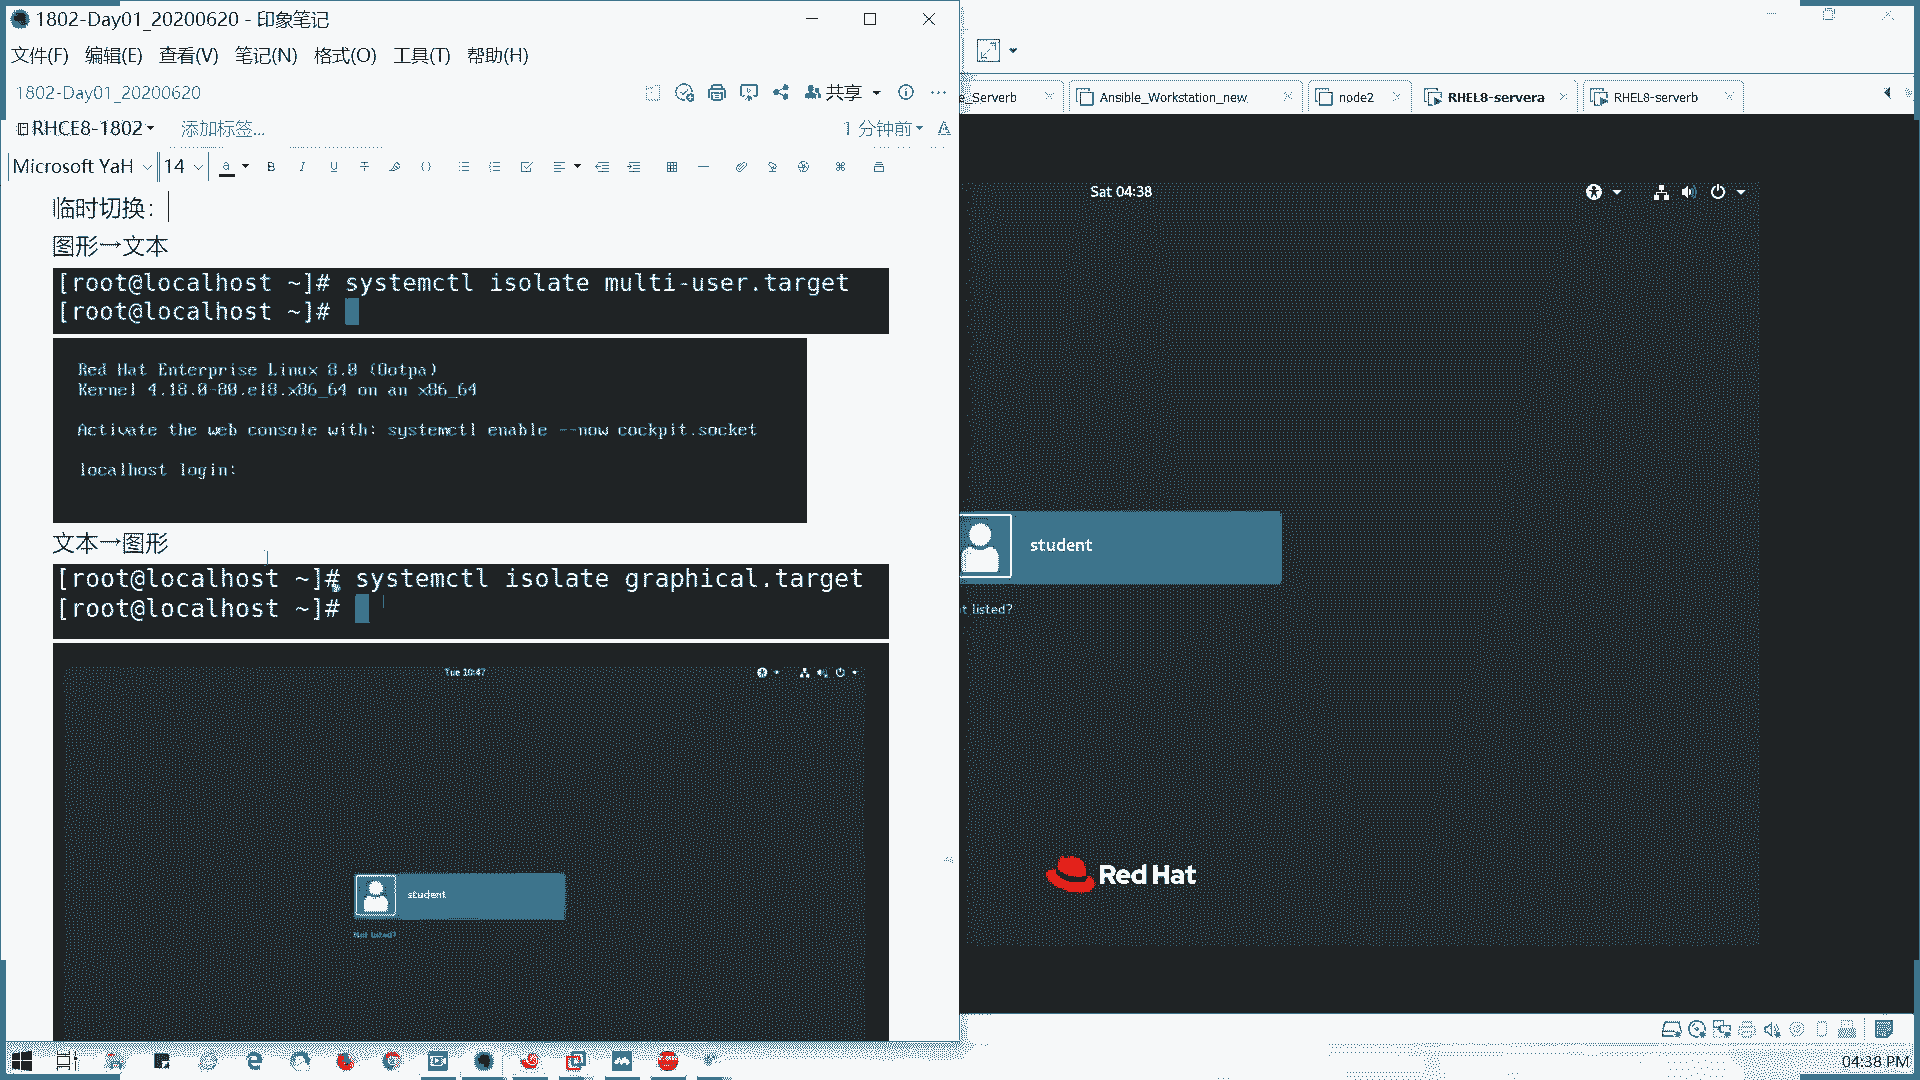 1802-Day01_20200620 - 印象笔记
文件(F) 编辑(E) 查看(V) 笔记(N) 格式(O) 工具(T) 帮助(H)
1802-Day01_20200620
共享
RHCE8-1802
添加标签...
1 分钟前
Microsoft YaH 14
临时切换：
图形→文本
[root@localhost ~]# systemctl isolate multi-user.target
[root@localhost ~]#
Red Hat Enterprise Linux 8.0 (Ootpa)
Kernel 4.18.0-80.el8.x86_64 on an x86_64
Activate the web console with: systemctl enable --now cockpit.socket
localhost login:
文本→图形
[root@localhost ~]# systemctl isolate graphical.target
[root@localhost ~]#
Tue 10:47
student
Not listed?
e_Serverb
Ansible_Workstation_new
node2
RHEL8-servera
RHEL8-serverb
Sat 04:38
student
t listed?
Red Hat
04:38 PM